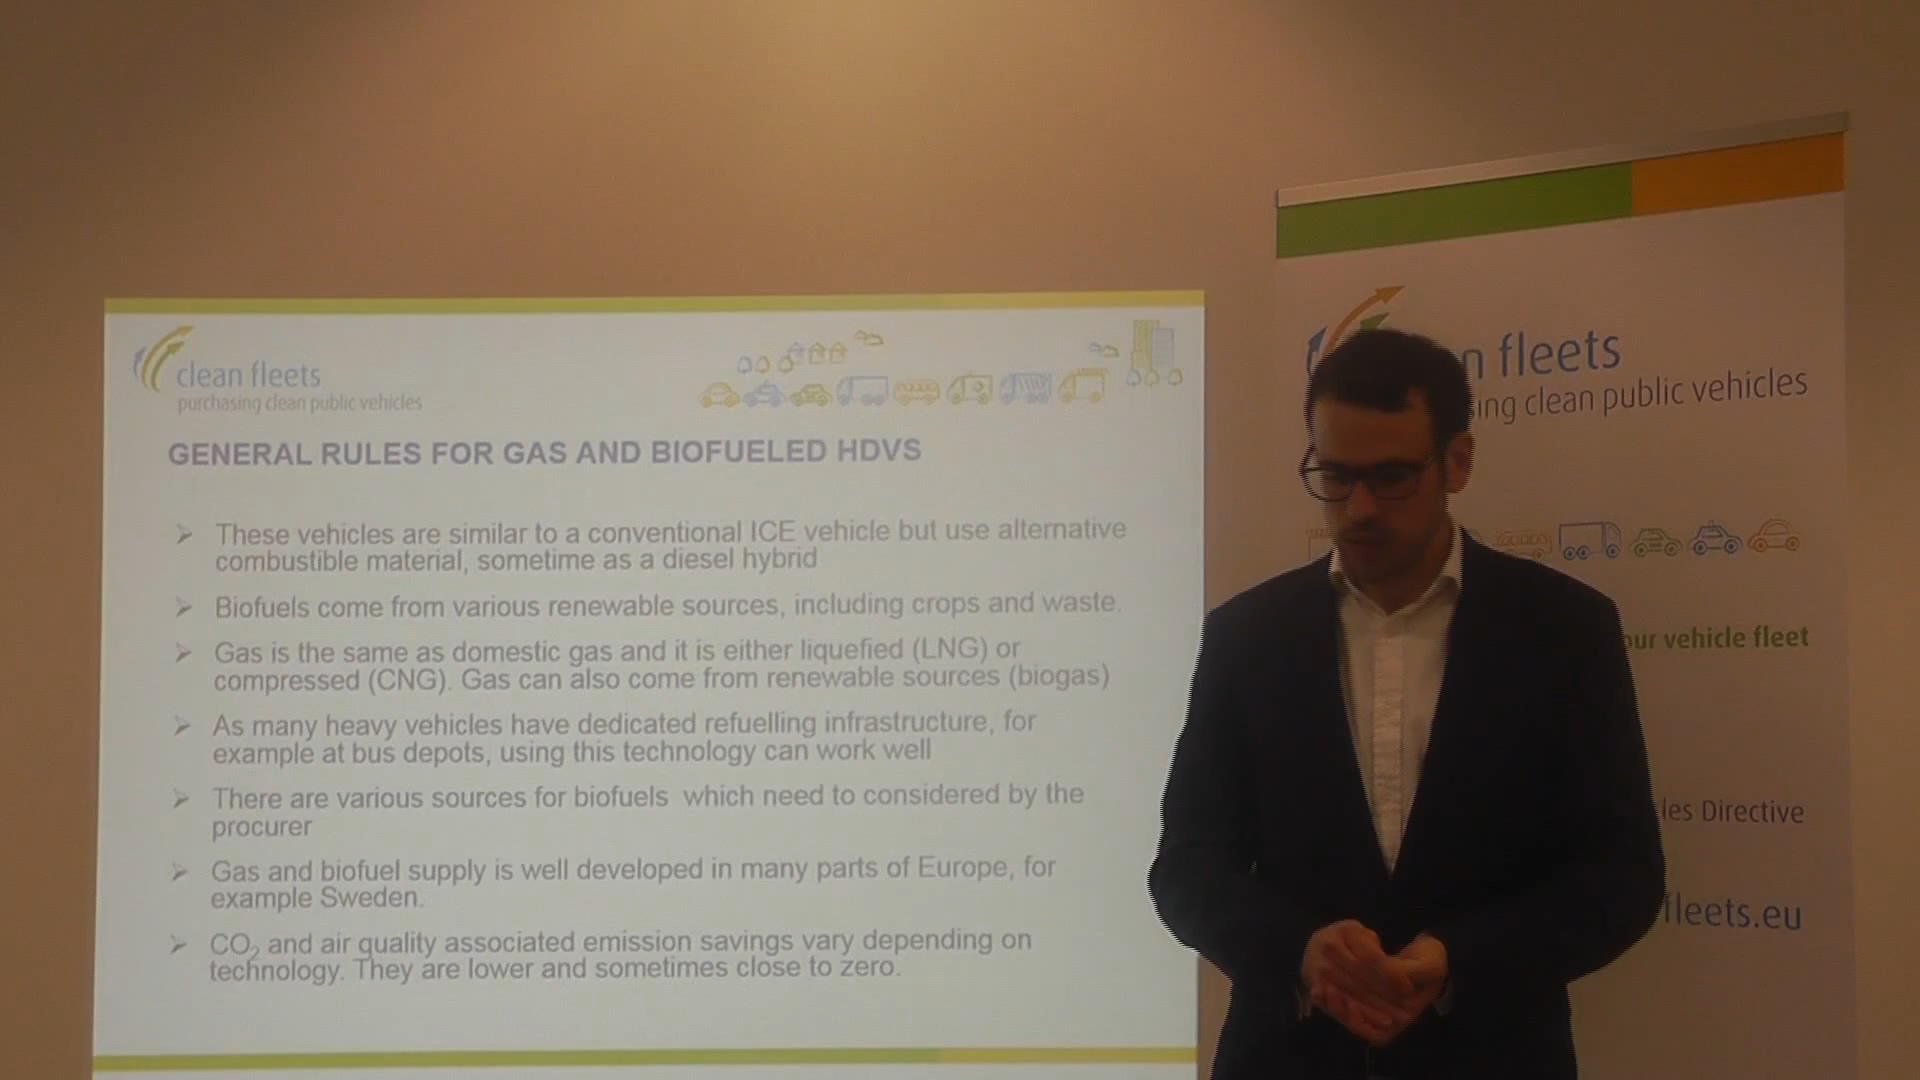 clean fleets
purchasing clean public vehicles
GENERAL RULES FOR GAS AND BIOFUELED HDVS
These vehicles are similar to a conventional ICE vehicle but use alternative
combustible material, sometime as a diesel hybrid
Biofuels come from various renewable sources, including crops and waste.
Gas is the same as domestic gas and it is either liquefied (LNG) or
compressed (CNG). Gas can also come from renewable sources (biogas)
As many heavy vehicles have dedicated refuelling infrastructure, for
example at bus depots, using this technology can work well
There are various sources for biofuels which need to considered by the
procurer
Gas and biofuel supply is well developed in many parts of Europe, for
example Sweden.
CO2 and air quality associated emission savings vary depending on
technology. They are lower and sometimes close to zero.
n fleets
ing clean public vehicles
our vehicle fleet
les Directive
fleets.eu